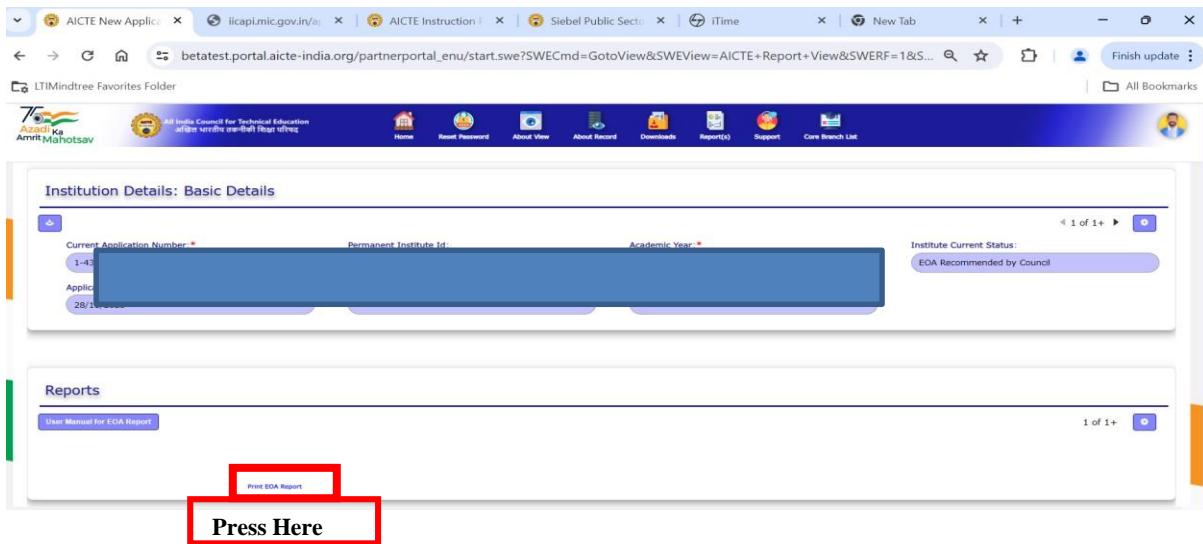 AICTE New Applica
iicapi.mic.gov.in/a
AICTE Instruction
Siebel Public Sect
iTime
New Tab
betatest.portal.aicte-india.org/partnerportal_enu/start.swe?SWECmd=GotoView&SWEView=AICTE+Report+View&SWERF=1&S...
Finish update
LTIMindtree Favorites Folder
All Bookmarks
Azadi Ka
Amrit Mahotsav
All India Council for Technical Education
अखिल भारतीय तकनीकी शिक्षा परिषद
Home
Reset Password
About View
About Record
Downloads
Report(s)
Support
Core Branch List
Institution Details: Basic Details
1 of 1+
Current Application Number:*
Permanent Institute Id:
Academic Year:*
Institute Current Status:
1-43
EOA Recommended by Council
Applica
Reports
User Manual for EOA Report
1 of 1+
Print EOA Report
Press Here